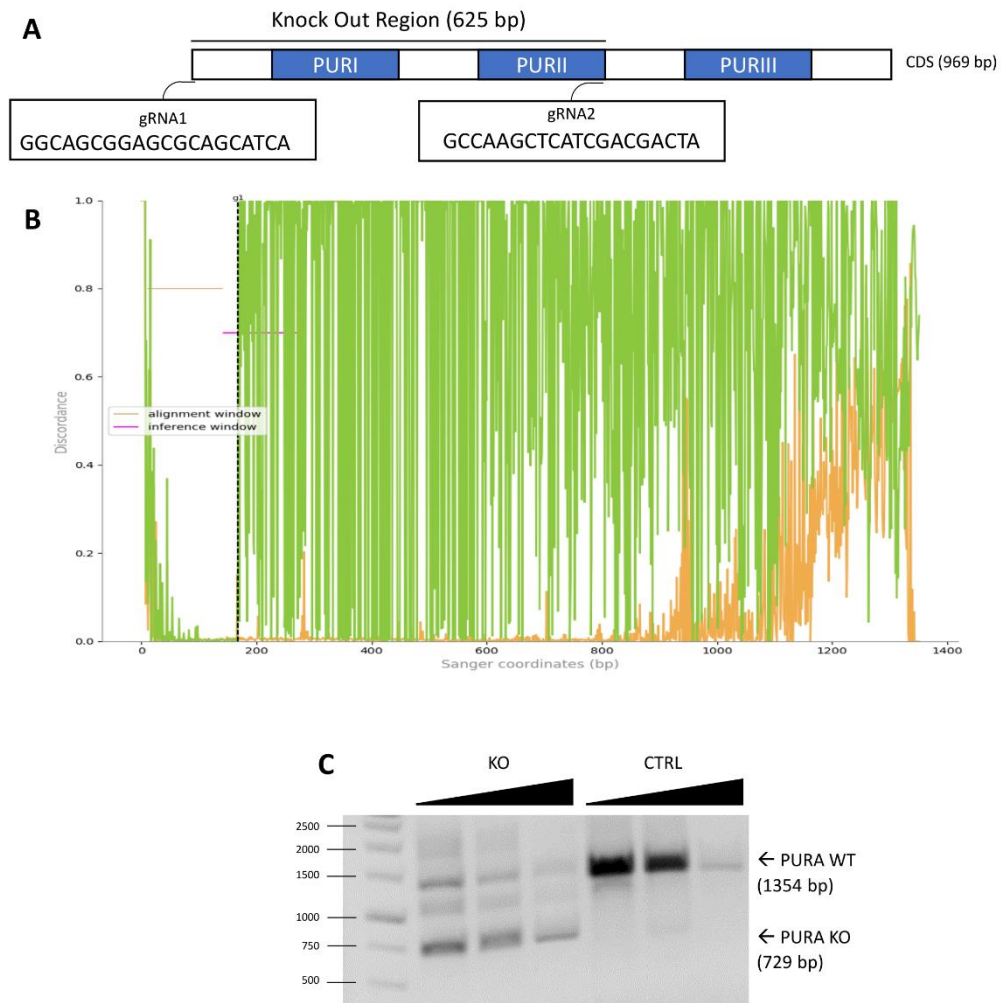 A
Knock Out Region (625 bp)
PURI
PURII
PURIII
CDS (969 bp)
gRNA1
GGCAGCGGAGCGCAGCATCA
gRNA2
GCCAAGCTCATCGACGACTA
B
g1
1.0
0.8
0.6
0.4
0.2
0.0
Discordance
alignment window
inference window
0 200 400 600 800 1000 1200 1400
Sanger coordinates (bp)
C
KO CTRL
2500
2000
1500
1000
750
500
← PURA WT
(1354 bp)
← PURA KO
(729 bp)